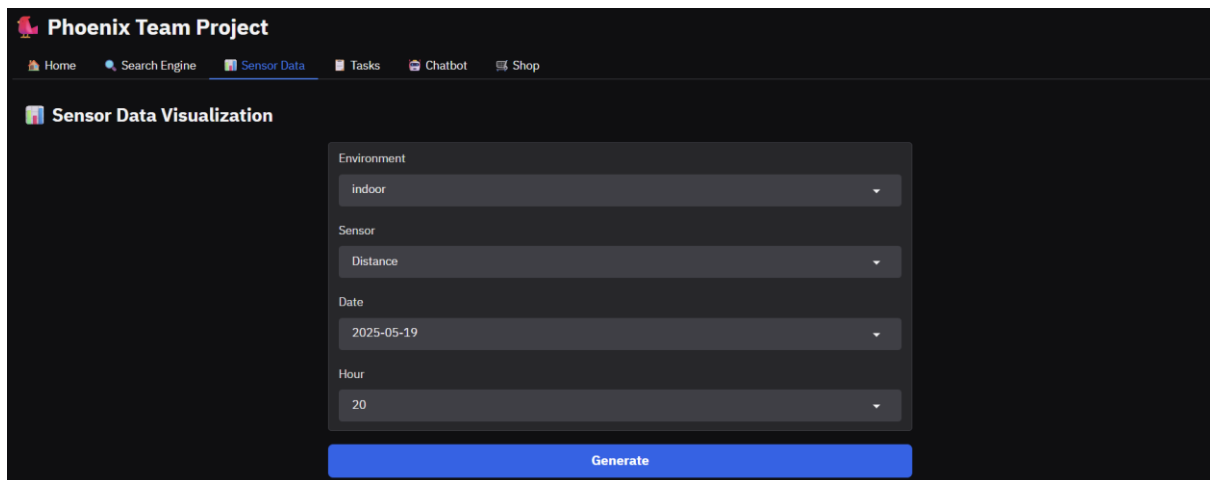 Phoenix Team Project
Home Search Engine Sensor Data Tasks Chatbot Shop
Sensor Data Visualization
Environment
indoor
Sensor
Distance
Date
2025-05-19
Hour
20
Generate